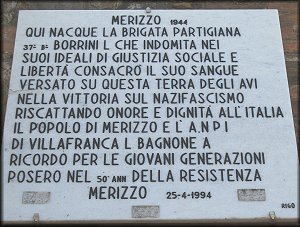 MERIZZO 1944
QUI NACQUE LA BRIGATA PARTIGIANA
37ª Bª BORRINI L CHE INDOMITA NEI
SUOI IDEALI DI GIUSTIZIA SOCIALE E
LIBERTÁ CONSACRÒ IL SUO SANGUE
VERSATO SU QUESTA TERRA DEGLI AVI
NELLA VITTORIA SUL NAZIFASCISMO
RISCATTANDO ONORE E DIGNITÁ ALL'ITALIA
IL POPOLO DI MERIZZO E L'A.N.P.I
DI VILLAFRANCA L BAGNONE A
RICORDO PER LE GIOVANI GENERAZIONI
POSERO NEL 50° ANN DELLA RESISTENZA
MERIZZO 25-4-1994